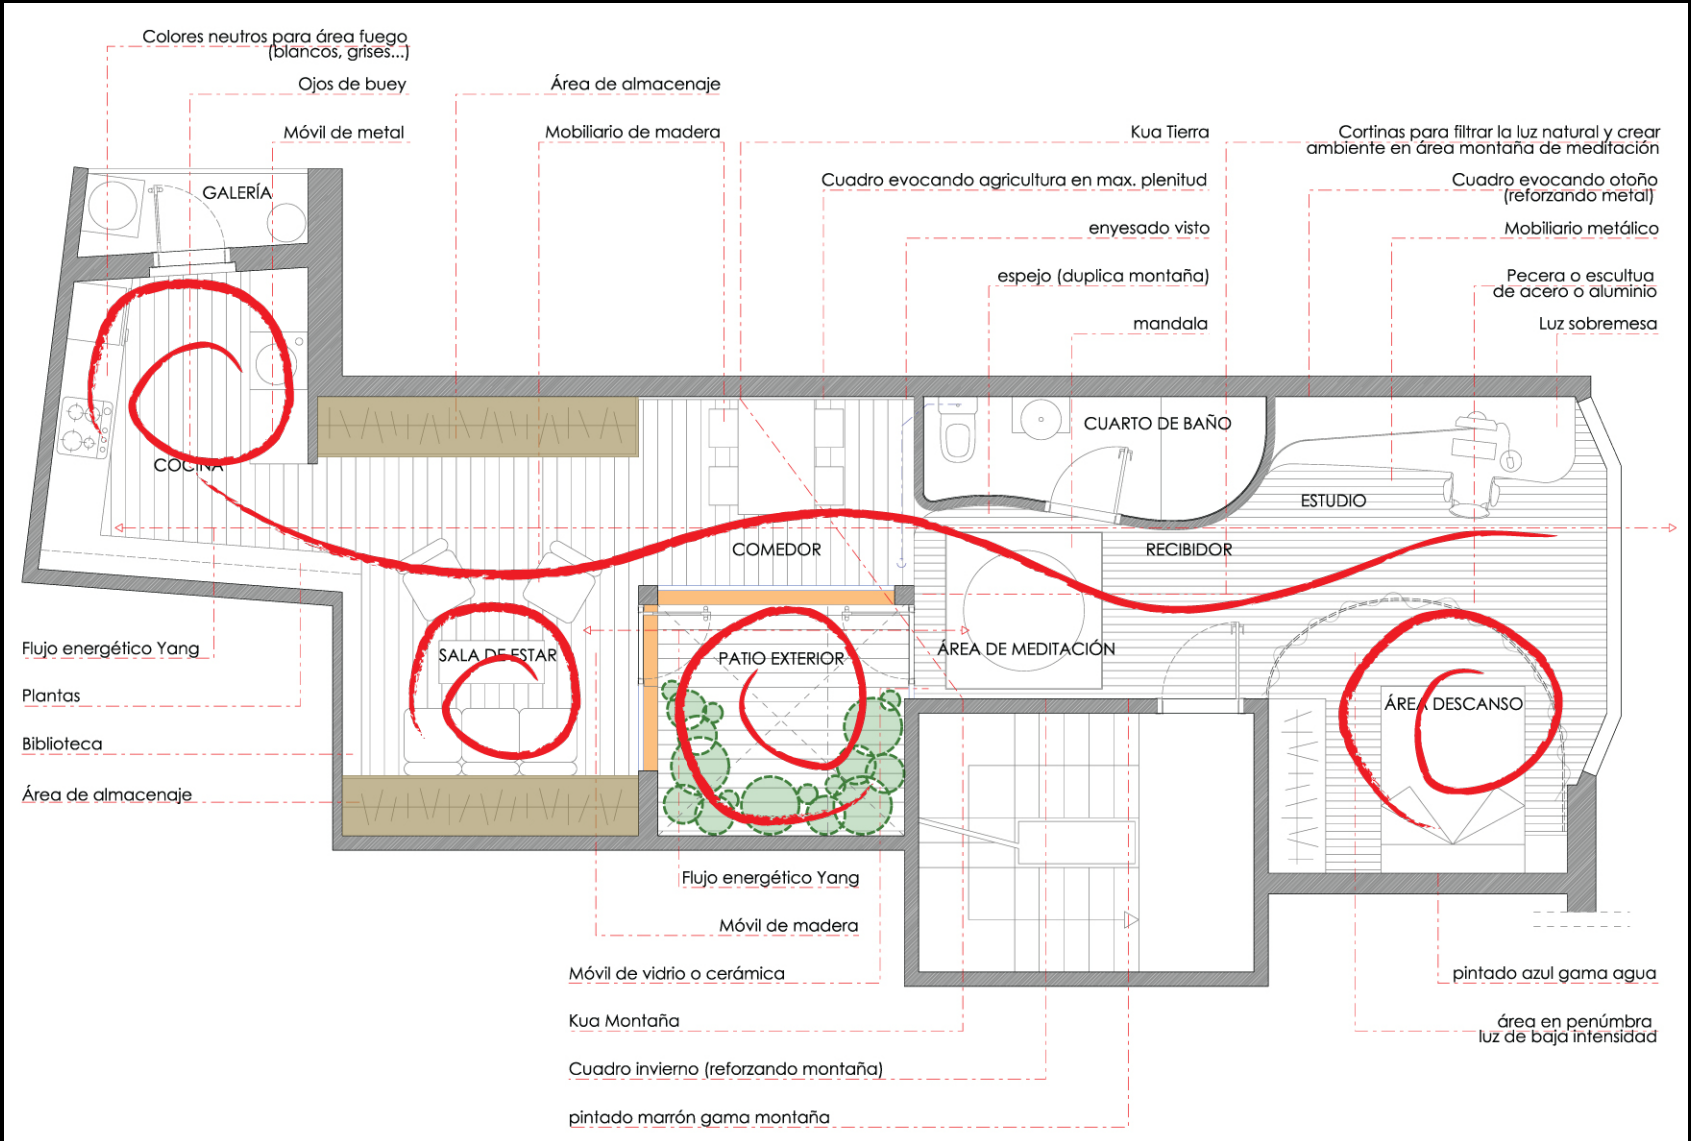 Colores neutros para área fuego
(blancos, grises...)
Ojos de buey
Área de almacenaje
Móvil de metal
Mobiliario de madera
Kua Tierra
Cortinas para filtrar la luz natural y crear
ambiente en área montaña de meditación
Cuadro evocando agricultura en max. plenitud
Cuadro evocando otoño
(reforzando metal)
GALERÍA
enyesado visto
Mobiliario metálico
espejo (duplica montaña)
Pecera o escultua
de acero o aluminio
mandala
Luz sobremesa
CUARTO DE BAÑO
COCINA
ESTUDIO
COMEDOR
RECIBIDOR
Flujo energético Yang
SALA DE ESTAR
PATIO EXTERIOR
ÁREA DE MEDITACIÓN
Plantas
ÁREA DESCANSO
Biblioteca
Área de almacenaje
Flujo energético Yang
Móvil de madera
Móvil de vidrio o cerámica
pintado azul gama agua
Kua Montaña
área en penúmbra
luz de baja intensidad
Cuadro invierno (reforzando montaña)
pintado marrón gama montaña